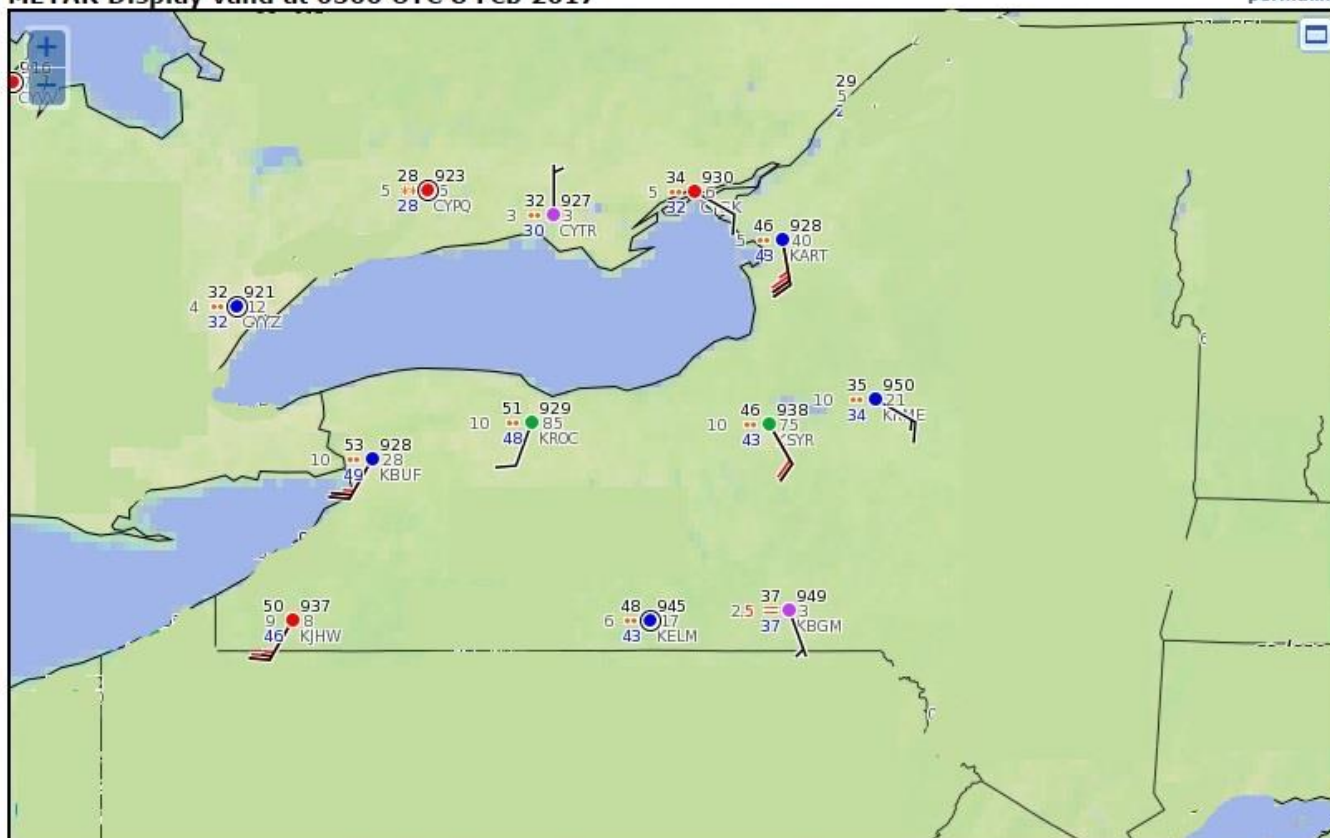 METAR Display valid at 0300 UTC 8 Feb 2017
+
916
29
5
2
28 923
5 5
28 CYPQ
32 927
3 3
30 CYTR
34 930
5 6
32
46 928
5 40
43 KART
32 921
4 12
32 CYYZ
35 950
10 21
34 KRME
51 929
10 85
48 KROC
46 938
10 75
43 KSYR
53 928
10 28
49 KBUF
50 937
9 8
46 KJHW
48 945
6 17
43 KELM
37 949
2.5 3
37 KBGM